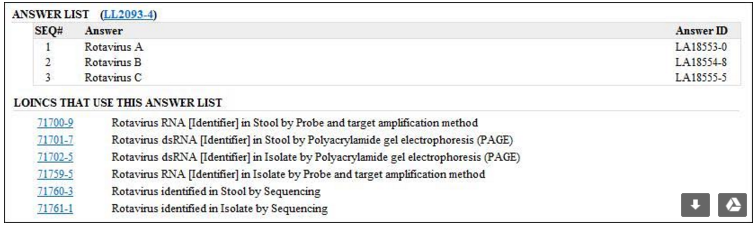 ANSWER LIST (LL2093-4)
SEQ# Answer Answer ID
1 Rotavirus A LA18553-0
2 Rotavirus B LA18554-8
3 Rotavirus C LA18555-5
LOINCS THAT USE THIS ANSWER LIST
71700-9 Rotavirus RNA [Identifier] in Stool by Probe and target amplification method
71701-7 Rotavirus dsRNA [Identifier] in Stool by Polyacrylamide gel electrophoresis (PAGE)
71702-5 Rotavirus dsRNA [Identifier] in Isolate by Polyacrylamide gel electrophoresis (PAGE)
71759-5 Rotavirus RNA [Identifier] in Isolate by Probe and target amplification method
71760-3 Rotavirus identified in Stool by Sequencing
71761-1 Rotavirus identified in Isolate by Sequencing